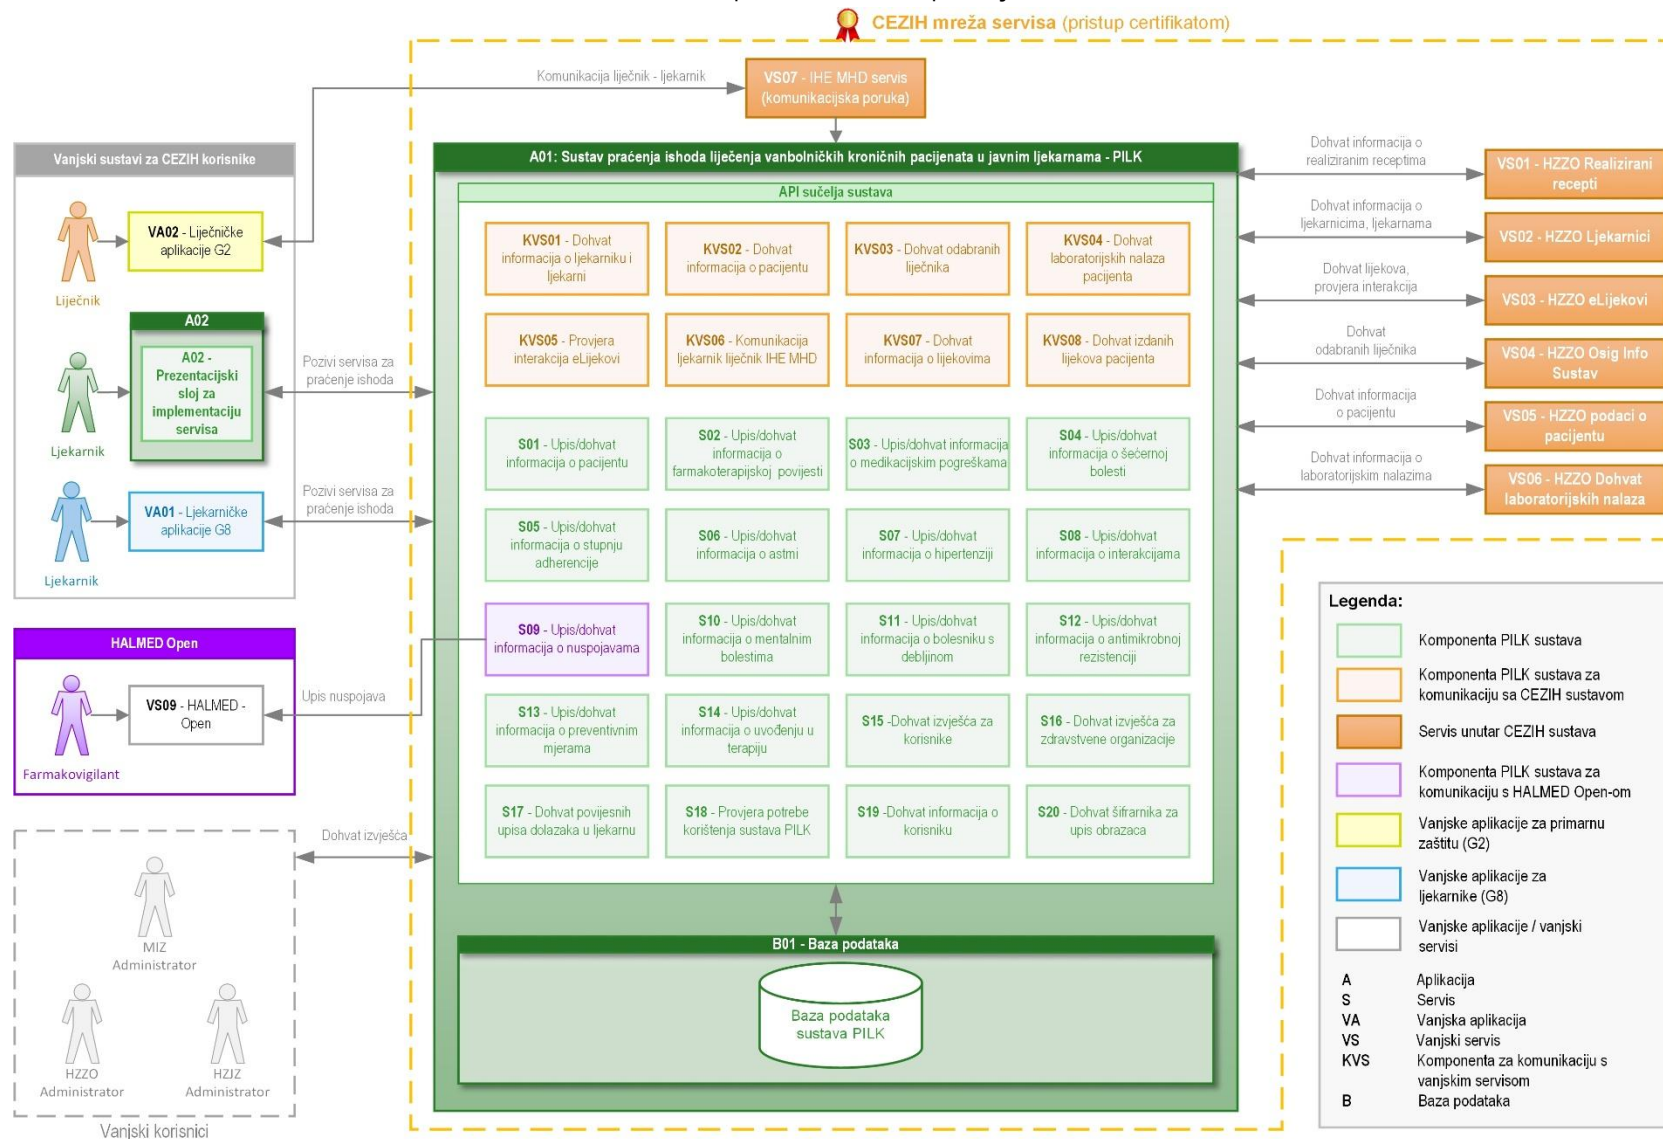 CEZIH mreža servisa (pristup certifikatom)
Komunikacija liječnik - ljekarnik
VS07 - IHE MHD servis
(komunikacijska poruka)
Vanjski sustavi za CEZIH korisnike
VA02 - Liječničke
aplikacije G2
Liječnik
A02
A02 -
Prezentacijski
sloj za
implementaciju
servisa
Ljekarnik
Pozivi servisa za
praćenje ishoda
VA01 - Ljekarničke
aplikacije G8
Ljekarnik
Pozivi servisa za
praćenje ishoda
HALMED Open
VS09 - HALMED -
Open
Farmakovigilant
Upis nuspojava
Dohvat izvješća
MIZ
Administrator
HZZO
Administrator
HZJZ
Administrator
Vanjski korisnici
A01: Sustav praćenja ishoda liječenja vanbolničkih kroničnih pacijenata u javnim ljekarnama - PILK
API sučelja sustava
KVS01 - Dohvat
informacija o ljekarniku i
ljekarni
KVS02 - Dohvat
informacija o pacijentu
KVS03 - Dohvat odabranih
liječnika
KVS04 - Dohvat
laboratorijskih nalaza
pacijenta
KVS05 - Provjera
interakcija eLijekovi
KVS06 - Komunikacija
ljekarnik liječnik IHE MHD
KVS07 - Dohvat
informacija o lijekovima
KVS08 - Dohvat izdanih
lijekova pacijenta
S01 - Upis/dohvat
informacija o pacijentu
S02 - Upis/dohvat
informacija o
farmakoterapijskoj povijesti
S03 - Upis/dohvat informacija
o medikacijskim pogreškama
S04 - Upis/dohvat
informacija o šećernoj
bolesti
S05 - Upis/dohvat
informacija o stupnju
adherencije
S06 - Upis/dohvat
informacija o astmi
S07 - Upis/dohvat
informacija o hipertenziji
S08 - Upis/dohvat
informacija o interakcijama
S09 - Upis/dohvat
informacija o nuspojavama
S10 - Upis/dohvat
informacija o mentalnim
bolestima
S11 - Upis/dohvat
informacija o bolesniku s
debljinom
S12 - Upis/dohvat
informacija o antimikrobnoj
rezistenciji
S13 - Upis/dohvat
informacija o preventivnim
mjerama
S14 - Upis/dohvat
informacija o uvođenju u
terapiju
S15 -Dohvat izvješća za
korisnike
S16 - Dohvat izvješća za
zdravstvene organizacije
S17 - Dohvat povijesnih
upisa dolazaka u ljekarnu
S18 - Provjera potrebe
korištenja sustava PILK
S19 -Dohvat informacija o
korisniku
S20 - Dohvat šifrarnika za
upis obrazaca
B01 - Baza podataka
Baza podataka
sustava PILK
Dohvat informacija o
realiziranim receptima
VS01 - HZZO Realizirani
recepti
Dohvat informacija o
ljekarnicima, ljekarnama
VS02 - HZZO Ljekarnici
Dohvat lijekova,
provjera interakcija
VS03 - HZZO eLijekovi
Dohvat
odabranih liječnika
VS04 - HZZO Osig Info
Sustav
Dohvat informacija
o pacijentu
VS05 - HZZO podaci o
pacijentu
Dohvat informacija o
laboratorijskim nalazima
VS06 - HZZO Dohvat
laboratorijskih nalaza
Legenda:
Komponenta PILK sustava
Komponenta PILK sustava za
komunikaciju sa CEZIH sustavom
Servis unutar CEZIH sustava
Komponenta PILK sustava za
komunikaciju s HALMED Open-om
Vanjske aplikacije za primarnu
zaštitu (G2)
Vanjske aplikacije za
ljekarnike (G8)
Vanjske aplikacije / vanjski
servisi
A Aplikacija
S Servis
VA Vanjska aplikacija
VS Vanjski servis
KVS Komponenta za komunikaciju s
vanjskim servisom
B Baza podataka